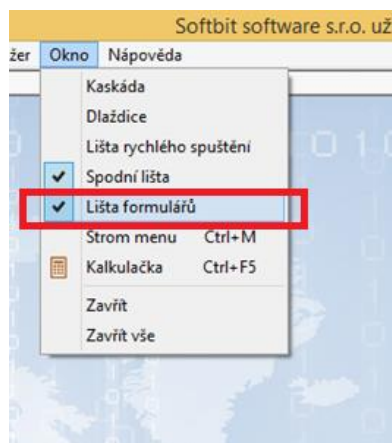 Softbit software s.r.o. už
žer Okno Nápověda
Kaskáda
Dlaždice
Lišta rychlého spuštění
Spodní lišta
Lišta formulářů
Strom menu Ctrl+M
Kalkulačka Ctrl+F5
Zavřít
Zavřít vše